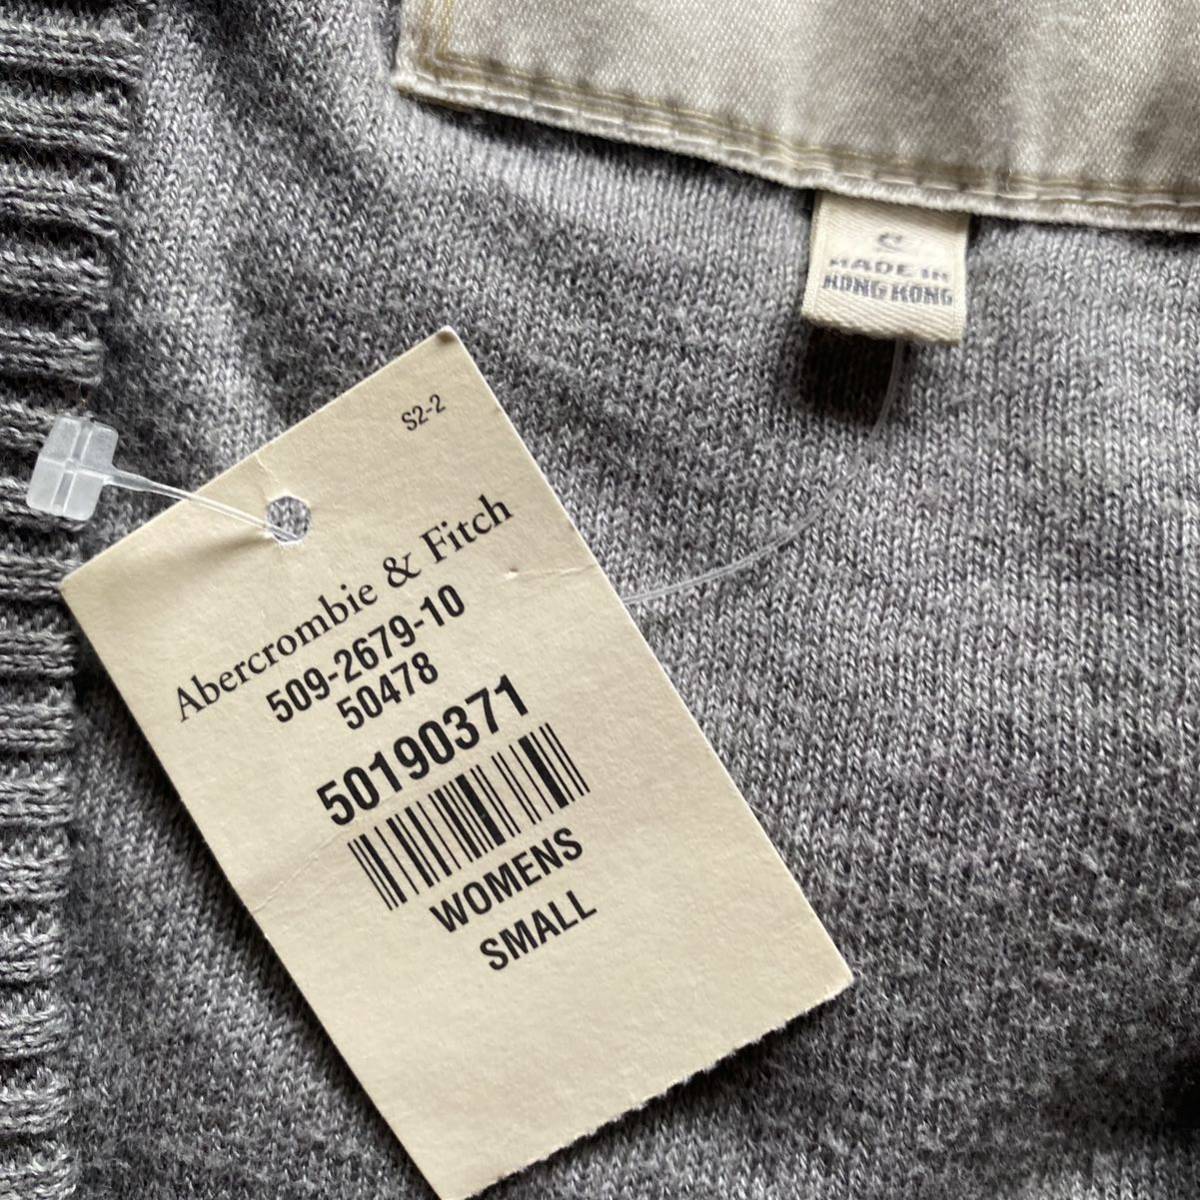 S
MADE IN
HONG KONG
S2-2
Abercrombie & Fitch
509-2679-10
50478
50190371
WOMENS
SMALL